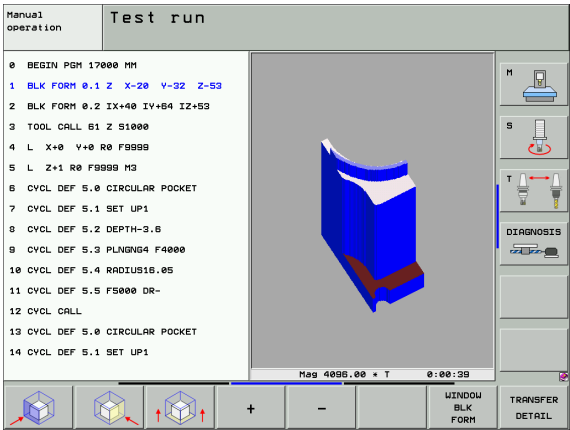 Manual
operation
Test run
0 BEGIN PGM 17000 MM
1 BLK FORM 0.1 Z X-20 Y-32 Z-53
2 BLK FORM 0.2 IX+40 IY+64 IZ+53
3 TOOL CALL 61 Z S1000
4 L X+0 Y+0 R0 F9999
5 L Z+1 R0 F9999 M3
6 CYCL DEF 5.0 CIRCULAR POCKET
7 CYCL DEF 5.1 SET UP1
8 CYCL DEF 5.2 DEPTH-3.6
9 CYCL DEF 5.3 PLNGNG4 F4000
10 CYCL DEF 5.4 RADIUS16.05
11 CYCL DEF 5.5 F5000 DR-
12 CYCL CALL
13 CYCL DEF 5.0 CIRCULAR POCKET
14 CYCL DEF 5.1 SET UP1
Mag 4096.00 * T 0:00:39
M
S
T
DIAGNOSIS
+
-
WINDOW
BLK
FORM
TRANSFER
DETAIL